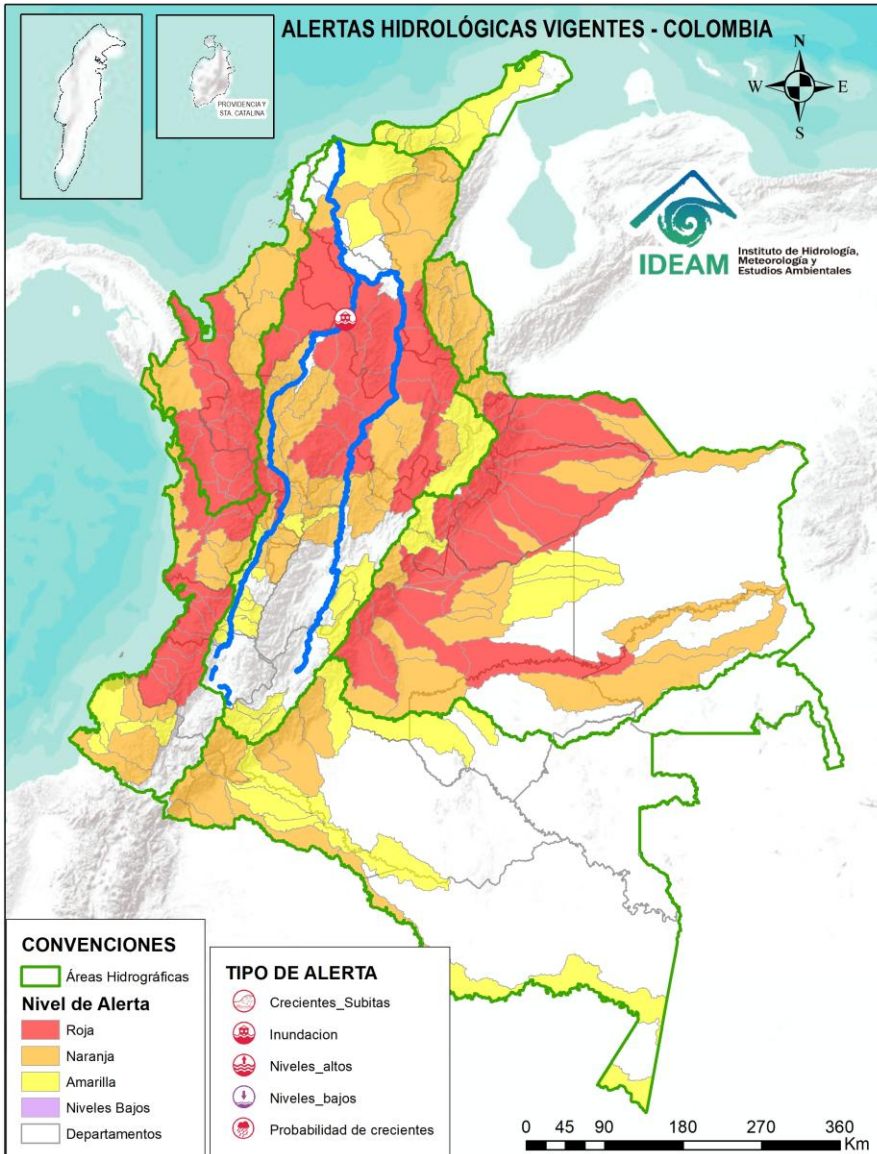 ALERTAS HIDROLÓGICAS VIGENTES - COLOMBIA
PROVIDENCIA Y
STA. CATALINA
N
W
E
S
IDEAM
Instituto de Hidrología,
Meteorología y
Estudios Ambientales
CONVENCIONES
Áreas Hidrográficas
Nivel de Alerta
Roja
Naranja
Amarilla
Niveles Bajos
Departamentos
TIPO DE ALERTA
Crecientes_Subitas
Inundacion
Niveles_altos
Niveles_bajos
Probabilidad de crecientes
0 45 90 180 270 360
Km